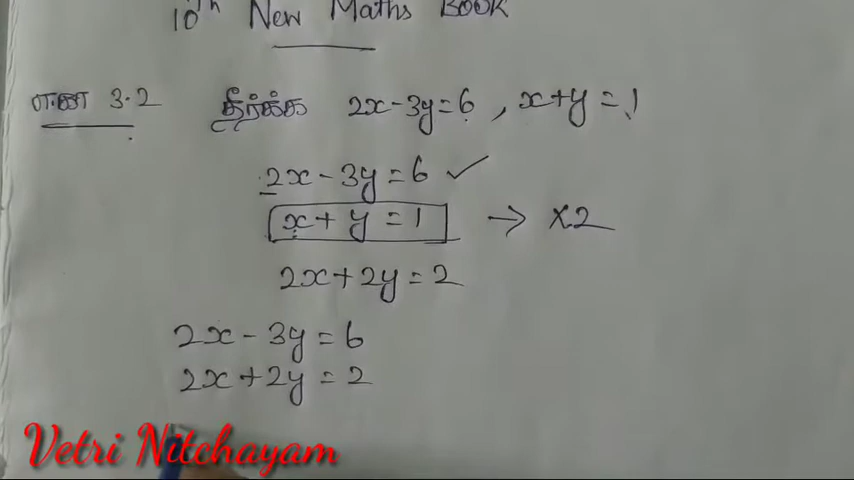 10th New Maths BOOK
எ.கா 3.2 தீர்க்க 2x-3y=6, x+y=1
2x-3y=6 ✓
x+y=1 → x2
2x+2y=2
2x-3y=6
2x+2y=2
Vetri Nitchayam